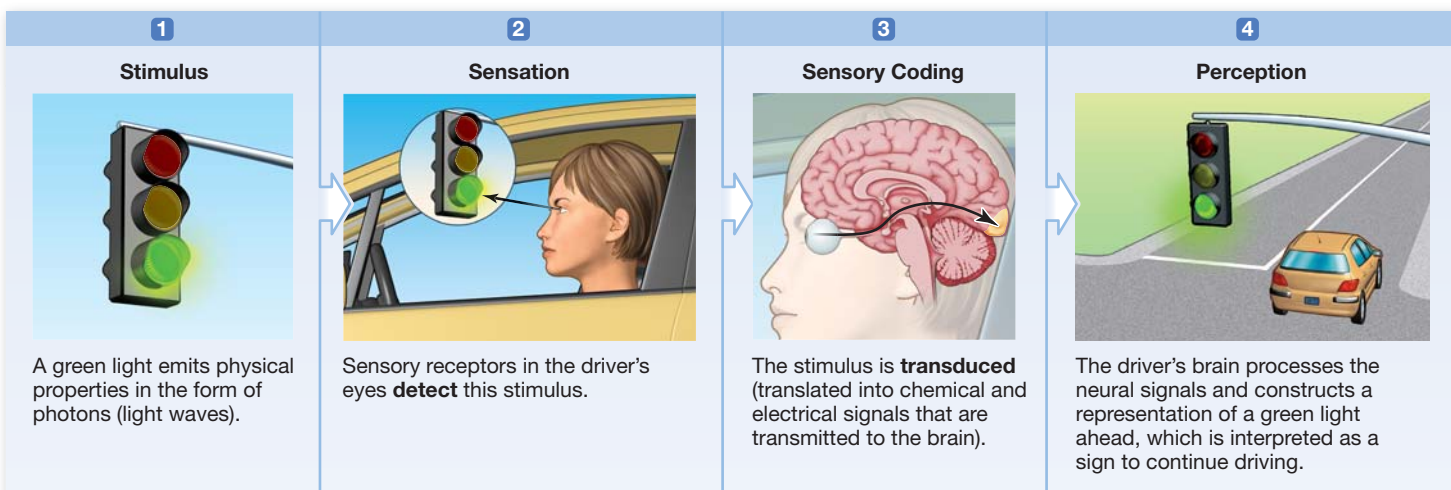 1
Stimulus
A green light emits physical
properties in the form of
photons (light waves).
2
Sensation
Sensory receptors in the driver’s
eyes detect this stimulus.
3
Sensory Coding
The stimulus is transduced
(translated into chemical and
electrical signals that are
transmitted to the brain).
4
Perception
The driver’s brain processes the
neural signals and constructs a
representation of a green light
ahead, which is interpreted as a
sign to continue driving.